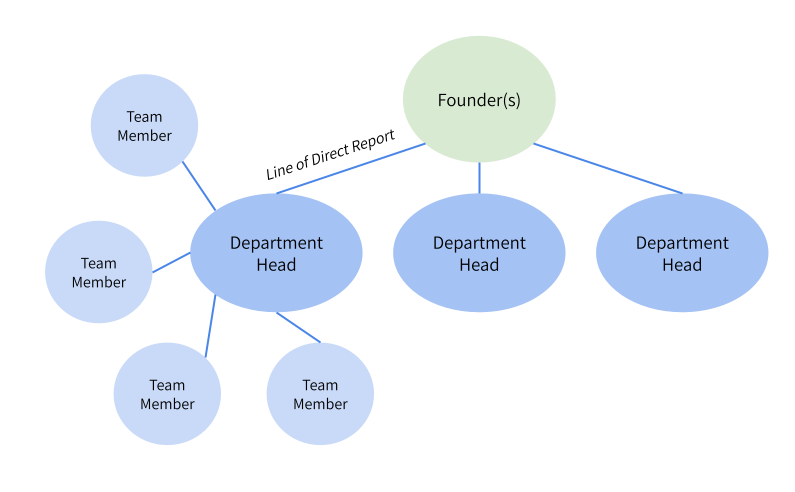 Founder(s)
Team
Member
Line of Direct Report
Department
Head
Department
Head
Department
Head
Team
Member
Team
Member
Team
Member